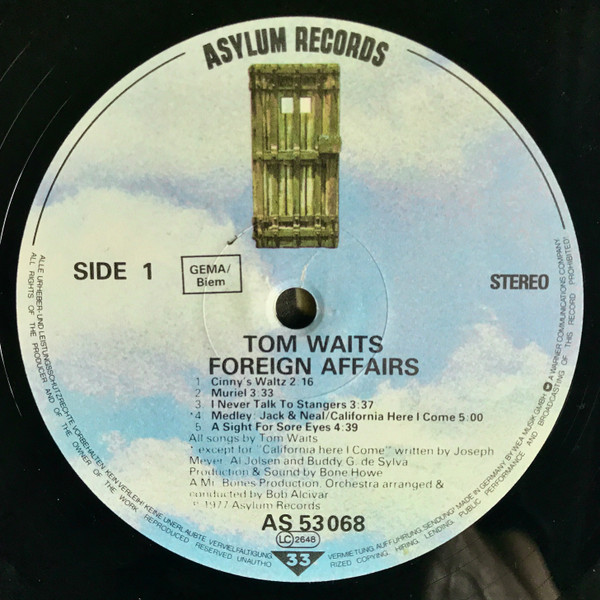 ASYLUM RECORDS
SIDE 1
GEMA/
Biem
STEREO
TOM WAITS
FOREIGN AFFAIRS
1 Cinny's Waltz 2.16
2 Muriel 3:33
3 I Never Talk To Stangers 3:37
*4 Medley: Jack & Neal/California Here I Come 5:00
5 A Sight For Sore Eyes 4:39
All songs by Tom Waits
*except for "California here I Come" written by Joseph
Meyer, Al Jolsen and Buddy G. de Sylva
Production & Sound by Bone Howe
A Mr. Bones Production. Orchestra arranged &
conducted by Bob Alcivar
℗ 1977 Asylum Records
AS 53068
LC 2648
33
ALLE URHEBER- UND LEISTUNGSSCHUTZRECHTE VORBEHALTEN. KEIN VERLEIH! KEINE UNERLAUBTE VERVIELFÄLTIGUNG, VERMIETUNG, AUFFÜHRUNG, SENDUNG! MADE IN GERMANY BY WEA MUSIK GMBH. A WARNER COMMUNICATIONS COMPANY
ALL RIGHTS OF THE PRODUCER AND OF THE OWNER OF THE WORK REPRODUCED RESERVED UNAUTHORIZED COPYING, HIRING, LENDING, PUBLIC PERFORMANCE AND BROADCASTING OF THIS RECORD PROHIBITED!